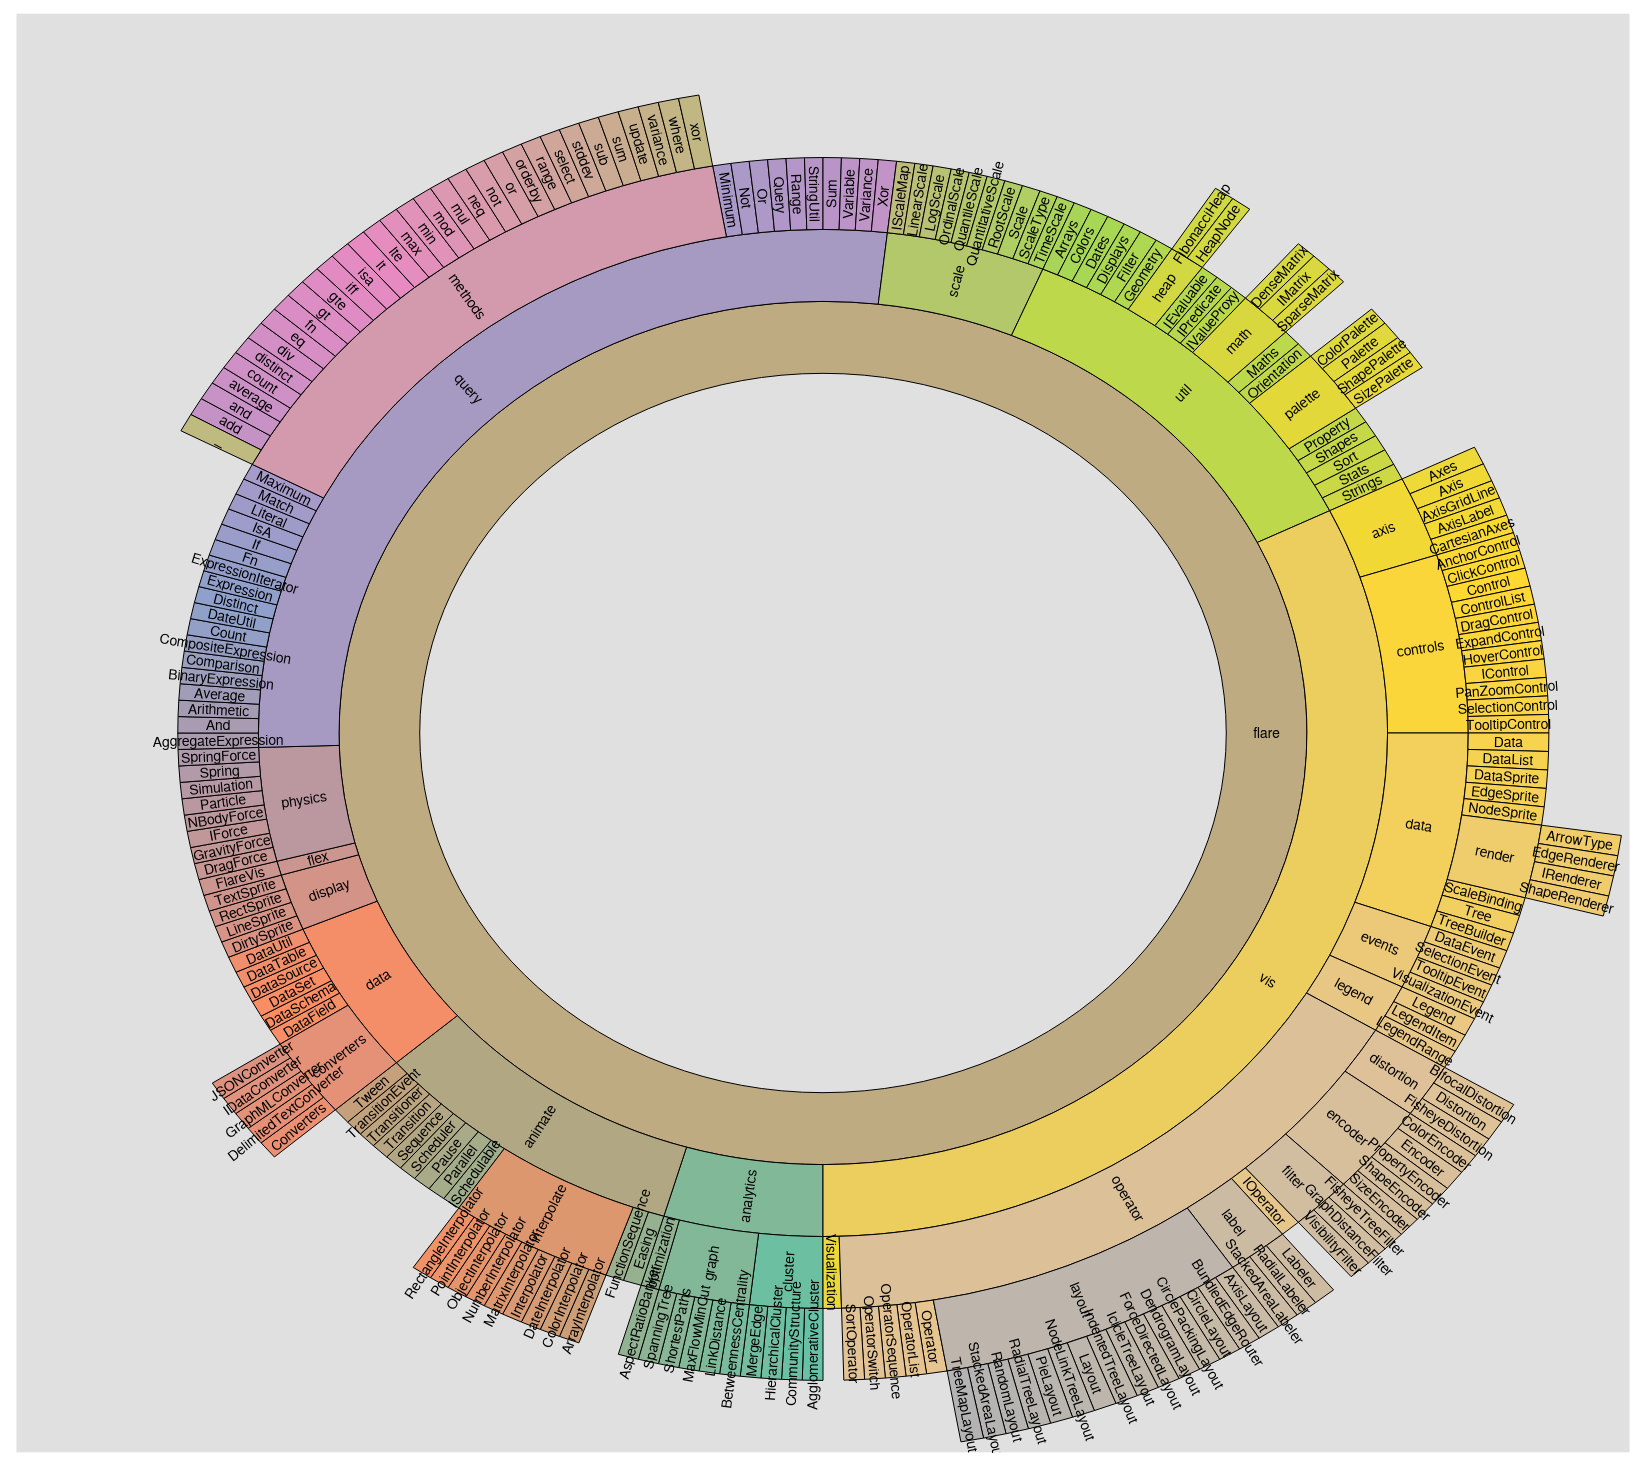 flare
vis
util
scale
query
physics
flex
display
data
animate
analytics
axis
controls
data
events
legend
operator
heap
math
palette
methods
converters
interpolate
optimization
graph
cluster
render
distortion
encoder
filter
IOperator
label
layout
_
add
and
average
count
distinct
div
eq
fn
gt
gte
iff
isa
lt
lte
max
min
mod
mul
neq
not
or
orderby
range
select
stddev
sub
sum
update
variance
where
xor
Minimum
Not
Or
Query
Range
StringUtil
Sum
Variable
Variance
Xor
IScaleMap
LinearScale
LogScale
OrdinalScale
QuantileScale
QuantitativeScale
RootScale
Scale
ScaleType
TimeScale
Arrays
Colors
Dates
Displays
Filter
Geometry
FibonacciHeap
HeapNode
IEvaluable
IPredicate
IValueProxy
DenseMatrix
IMatrix
SparseMatrix
Maths
Orientation
ColorPalette
Palette
ShapePalette
SizePalette
Property
Shapes
Sort
Stats
Strings
Axes
Axis
AxisGridLine
AxisLabel
CartesianAxes
AnchorControl
ClickControl
Control
ControlList
DragControl
ExpandControl
HoverControl
IControl
PanZoomControl
SelectionControl
TooltipControl
Data
DataList
DataSprite
EdgeSprite
NodeSprite
ArrowType
EdgeRenderer
IRenderer
ShapeRenderer
ScaleBinding
Tree
TreeBuilder
DataEvent
SelectionEvent
TooltipEvent
VisualizationEvent
Legend
LegendItem
LegendRange
BifocalDistortion
Distortion
FisheyeDistortion
ColorEncoder
Encoder
PropertyEncoder
ShapeEncoder
SizeEncoder
FisheyeTreeFilter
GraphDistanceFilter
VisibilityFilter
Labeler
RadialLabeler
StackedAreaLabeler
AxisLayout
BundledEdgeRouter
CircleLayout
CirclePackingLayout
DendrogramLayout
ForceDirectedLayout
IcicleTreeLayout
IndentedTreeLayout
Layout
NodeLinkTreeLayout
PieLayout
RadialTreeLayout
RandomLayout
StackedAreaLayout
TreeMapLayout
Operator
OperatorList
OperatorSequence
OperatorSwitch
SortOperator
Visualization
AgglomerativeCluster
CommunityStructure
HierarchicalCluster
MergeEdge
BetweennessCentrality
LinkDistance
MaxFlowMinCut
ShortestPaths
SpanningTree
AspectRatioBanker
Easing
FunctionSequence
ArrayInterpolator
ColorInterpolator
DateInterpolator
Interpolator
MatrixInterpolator
NumberInterpolator
ObjectInterpolator
PointInterpolator
RectangleInterpolator
Schedulable
Parallel
Pause
Scheduler
Sequence
Transition
Transitioner
TransitionEvent
Tween
Converters
DelimitedTextConverter
GraphMLConverter
IDataConverter
JSONConverter
DataField
DataSchema
DataSet
DataSource
DataTable
DataUtil
DirtySprite
LineSprite
RectSprite
TextSprite
FlareVis
DragForce
GravityForce
IForce
NBodyForce
Particle
Simulation
Spring
SpringForce
AggregateExpression
And
Arithmetic
Average
BinaryExpression
Comparison
CompositeExpression
Count
DateUtil
Distinct
Expression
ExpressionIterator
Fn
If
IsA
Literal
Match
Maximum